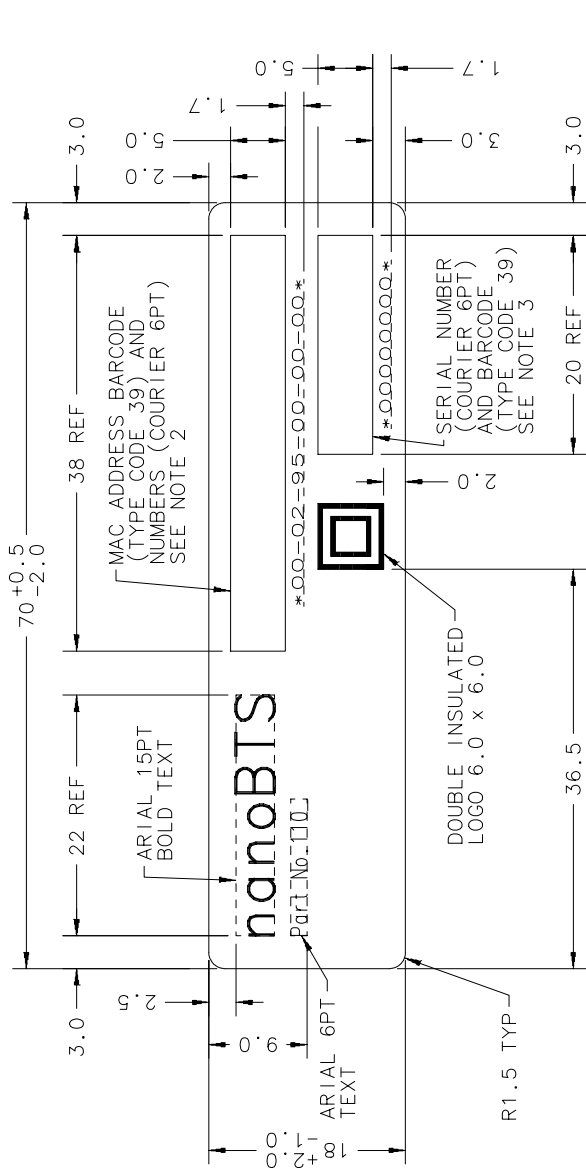 70 +0.5
-2.0
3.0
22 REF
38 REF
3.0
ARIAL 15PT
BOLD TEXT
MAC ADDRESS BARCODE
(TYPE CODE 39) AND
NUMBERS (COURIER 6PT)
SEE NOTE 2
2.5
2.0
5.0
1.7
9.0
18 +2.0
-1.0
nanoBTS
Part No.110
*00-02-95-00-00-00*
*00000000*
5.0
1.7
3.0
2.0
ARIAL 6PT
TEXT
SERIAL NUMBER
(COURIER 6PT)
AND BARCODE
(TYPE CODE 39)
SEE NOTE 3
DOUBLE INSULATED
LOGO 6.0 x 6.0
R1.5 TYP
36.5
20 REF
3.0